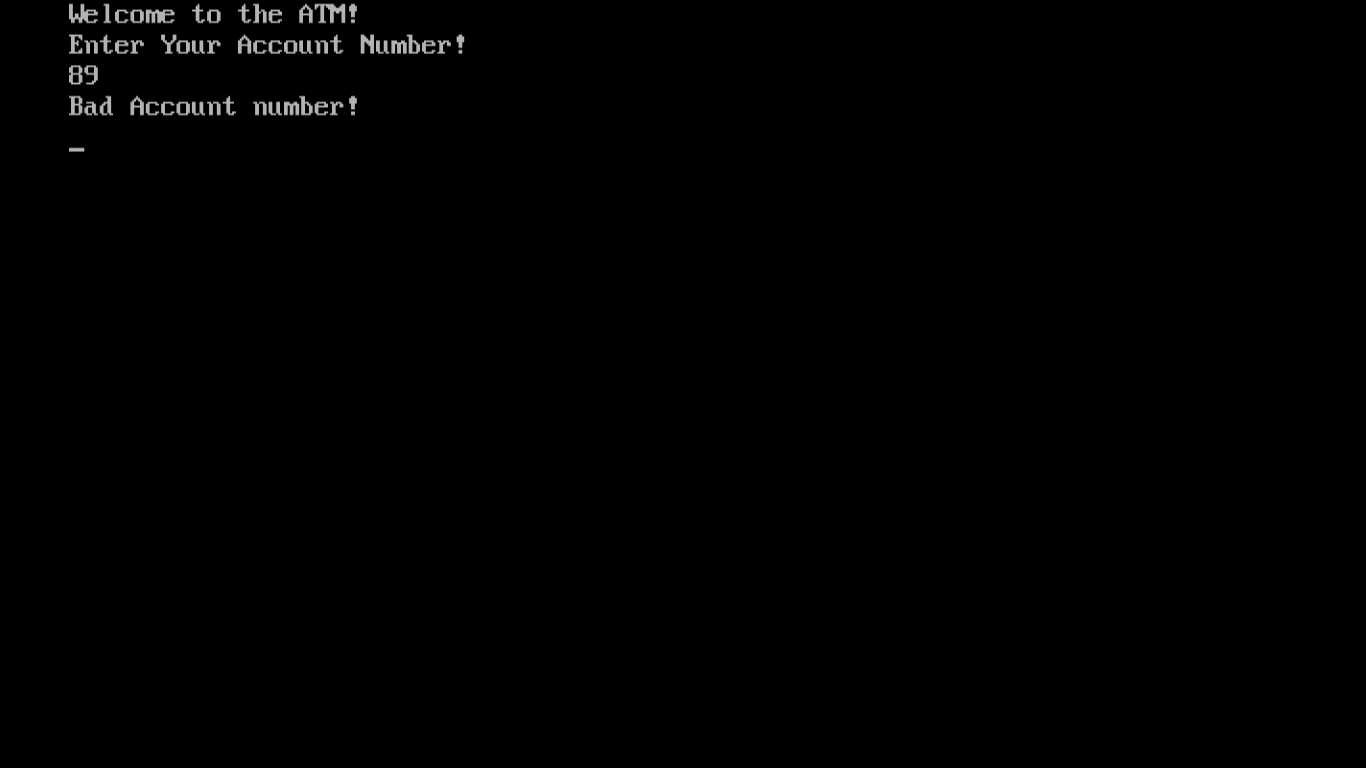 Welcome to the ATM!
Enter Your Account Number!
89
Bad Account number!
_